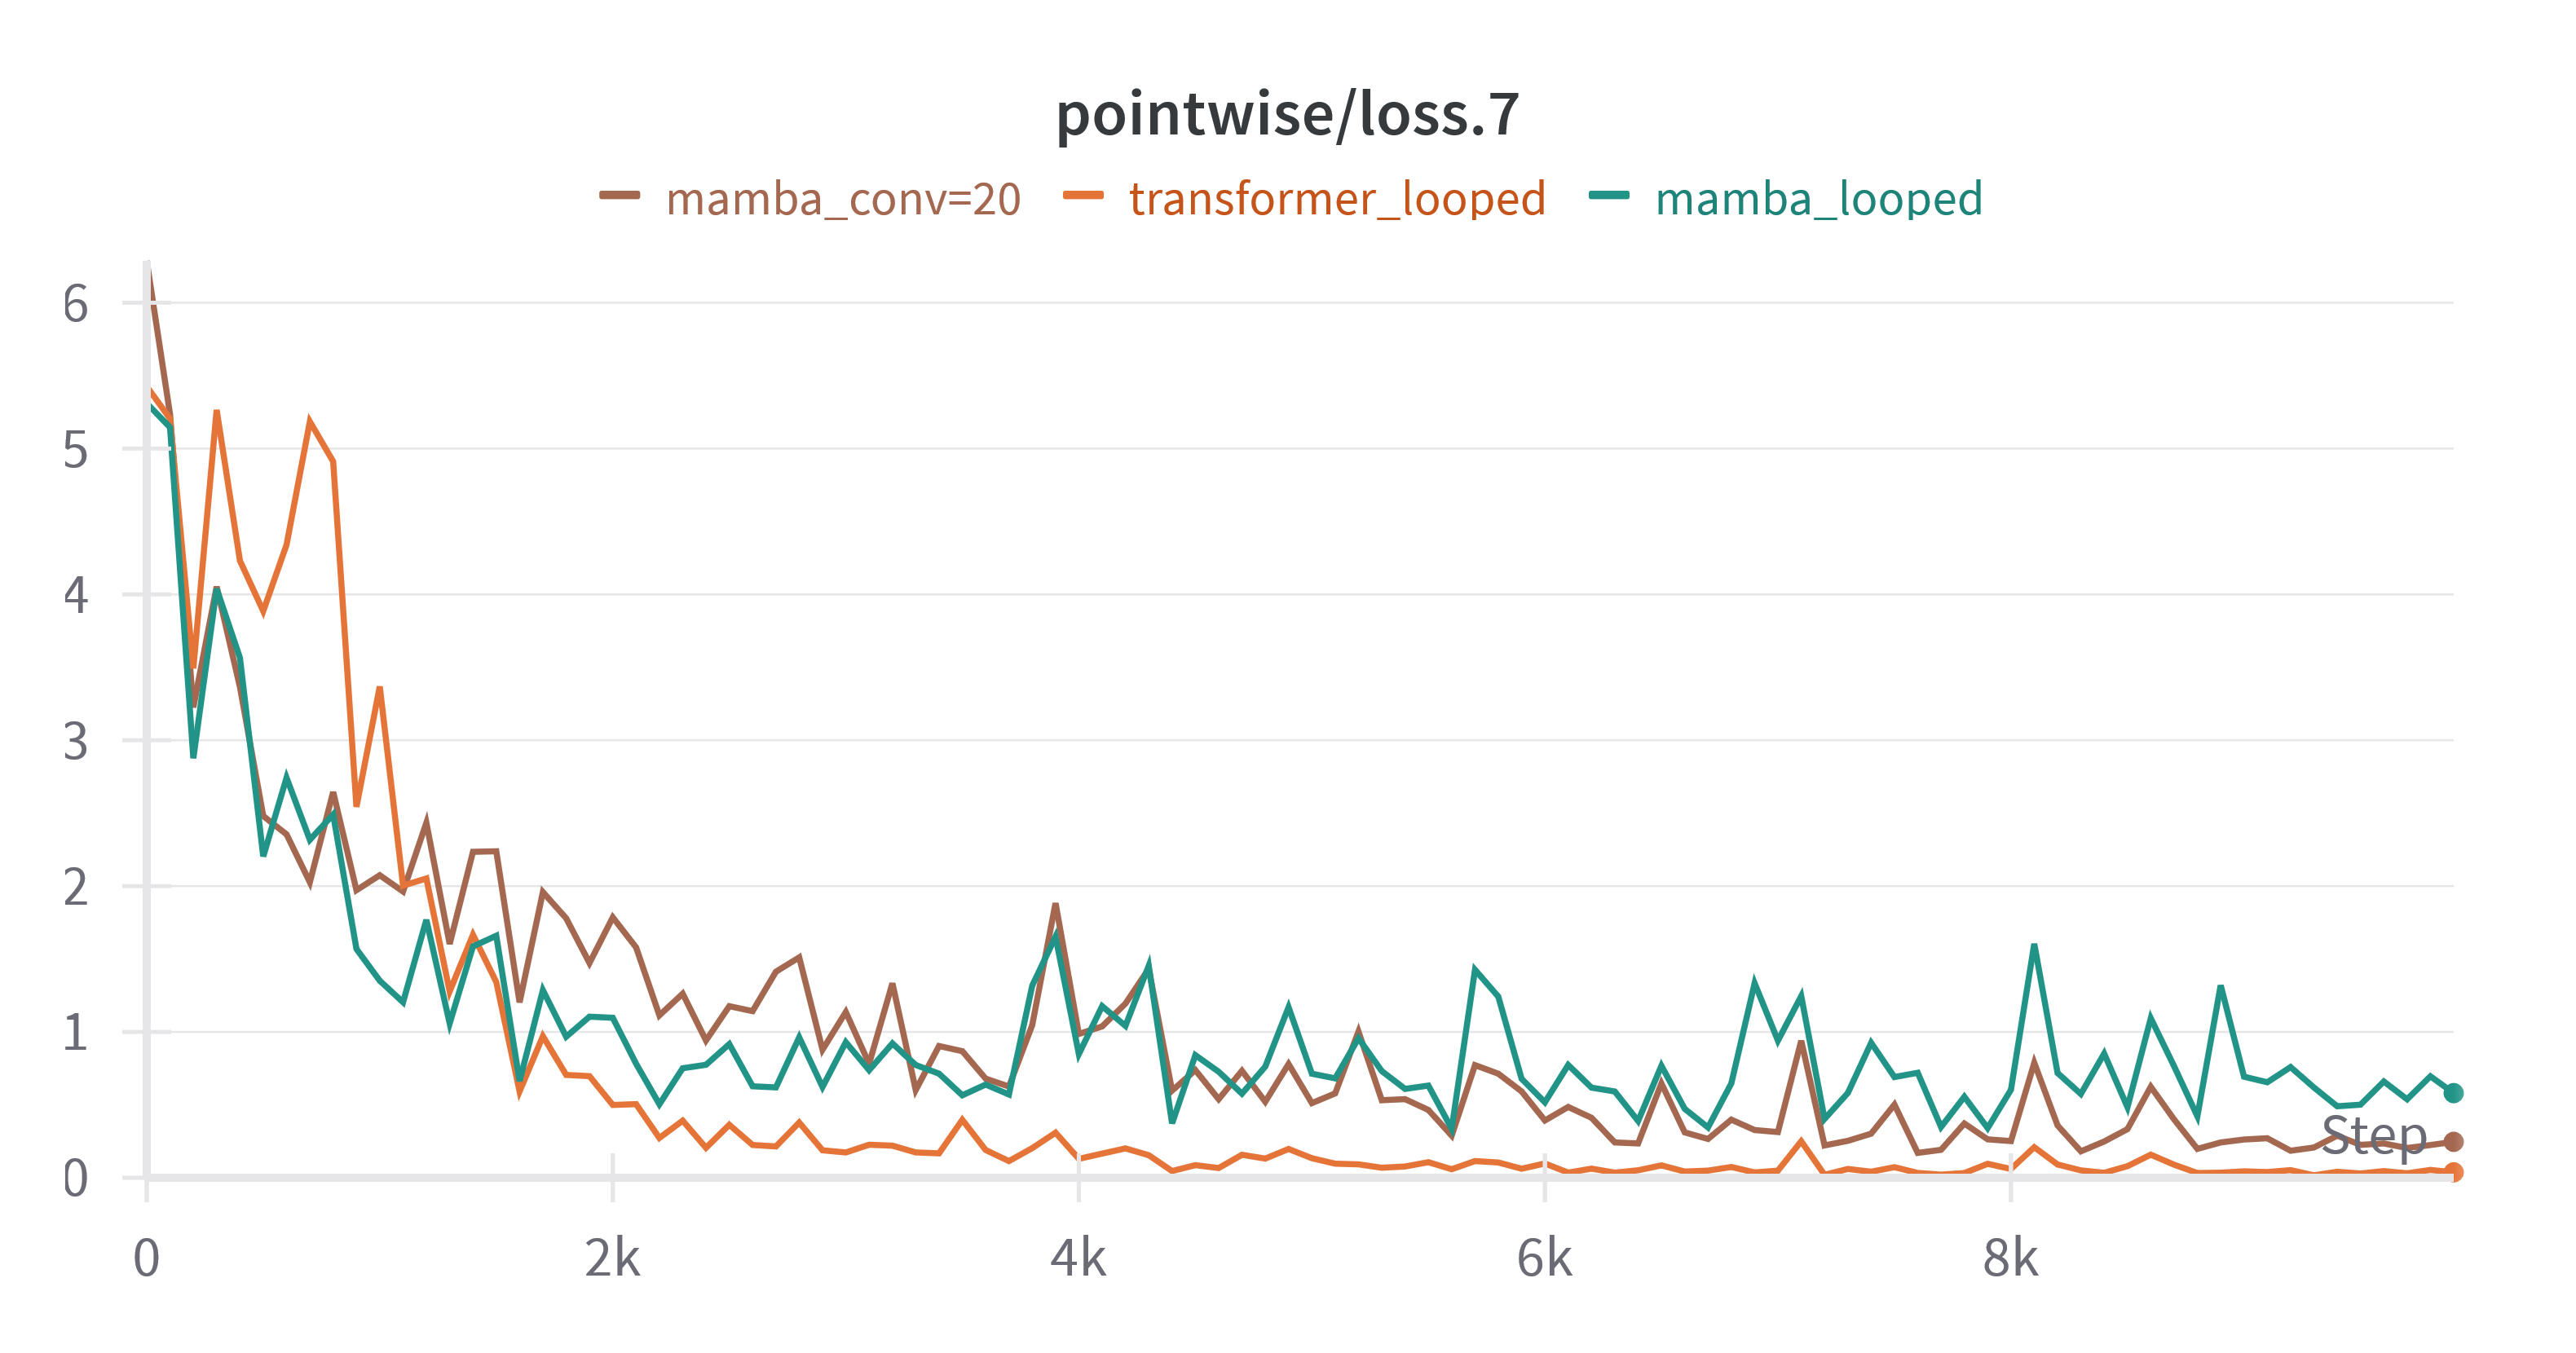 pointwise/loss.7
mamba_conv=20 transformer_looped mamba_looped
6
5
4
3
2
1
0
Step
0 2k 4k 6k 8k